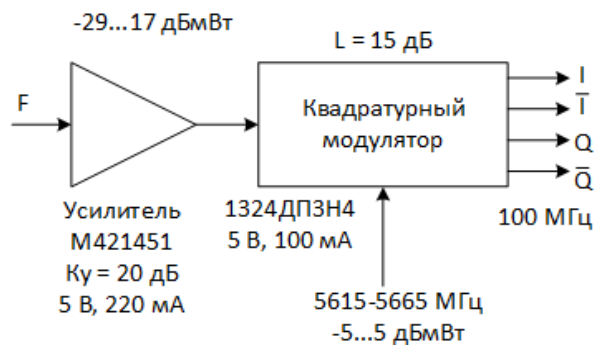 -29...17 дБмВт
L = 15 дБ
F
Квадратурный
модулятор
I
I̅
Q
Q̅
Усилитель
М421451
Ку = 20 дБ
5 В, 220 мА
1324ДП3Н4
5 В, 100 мА
100 МГц
5615-5665 МГц
-5...5 дБмВт